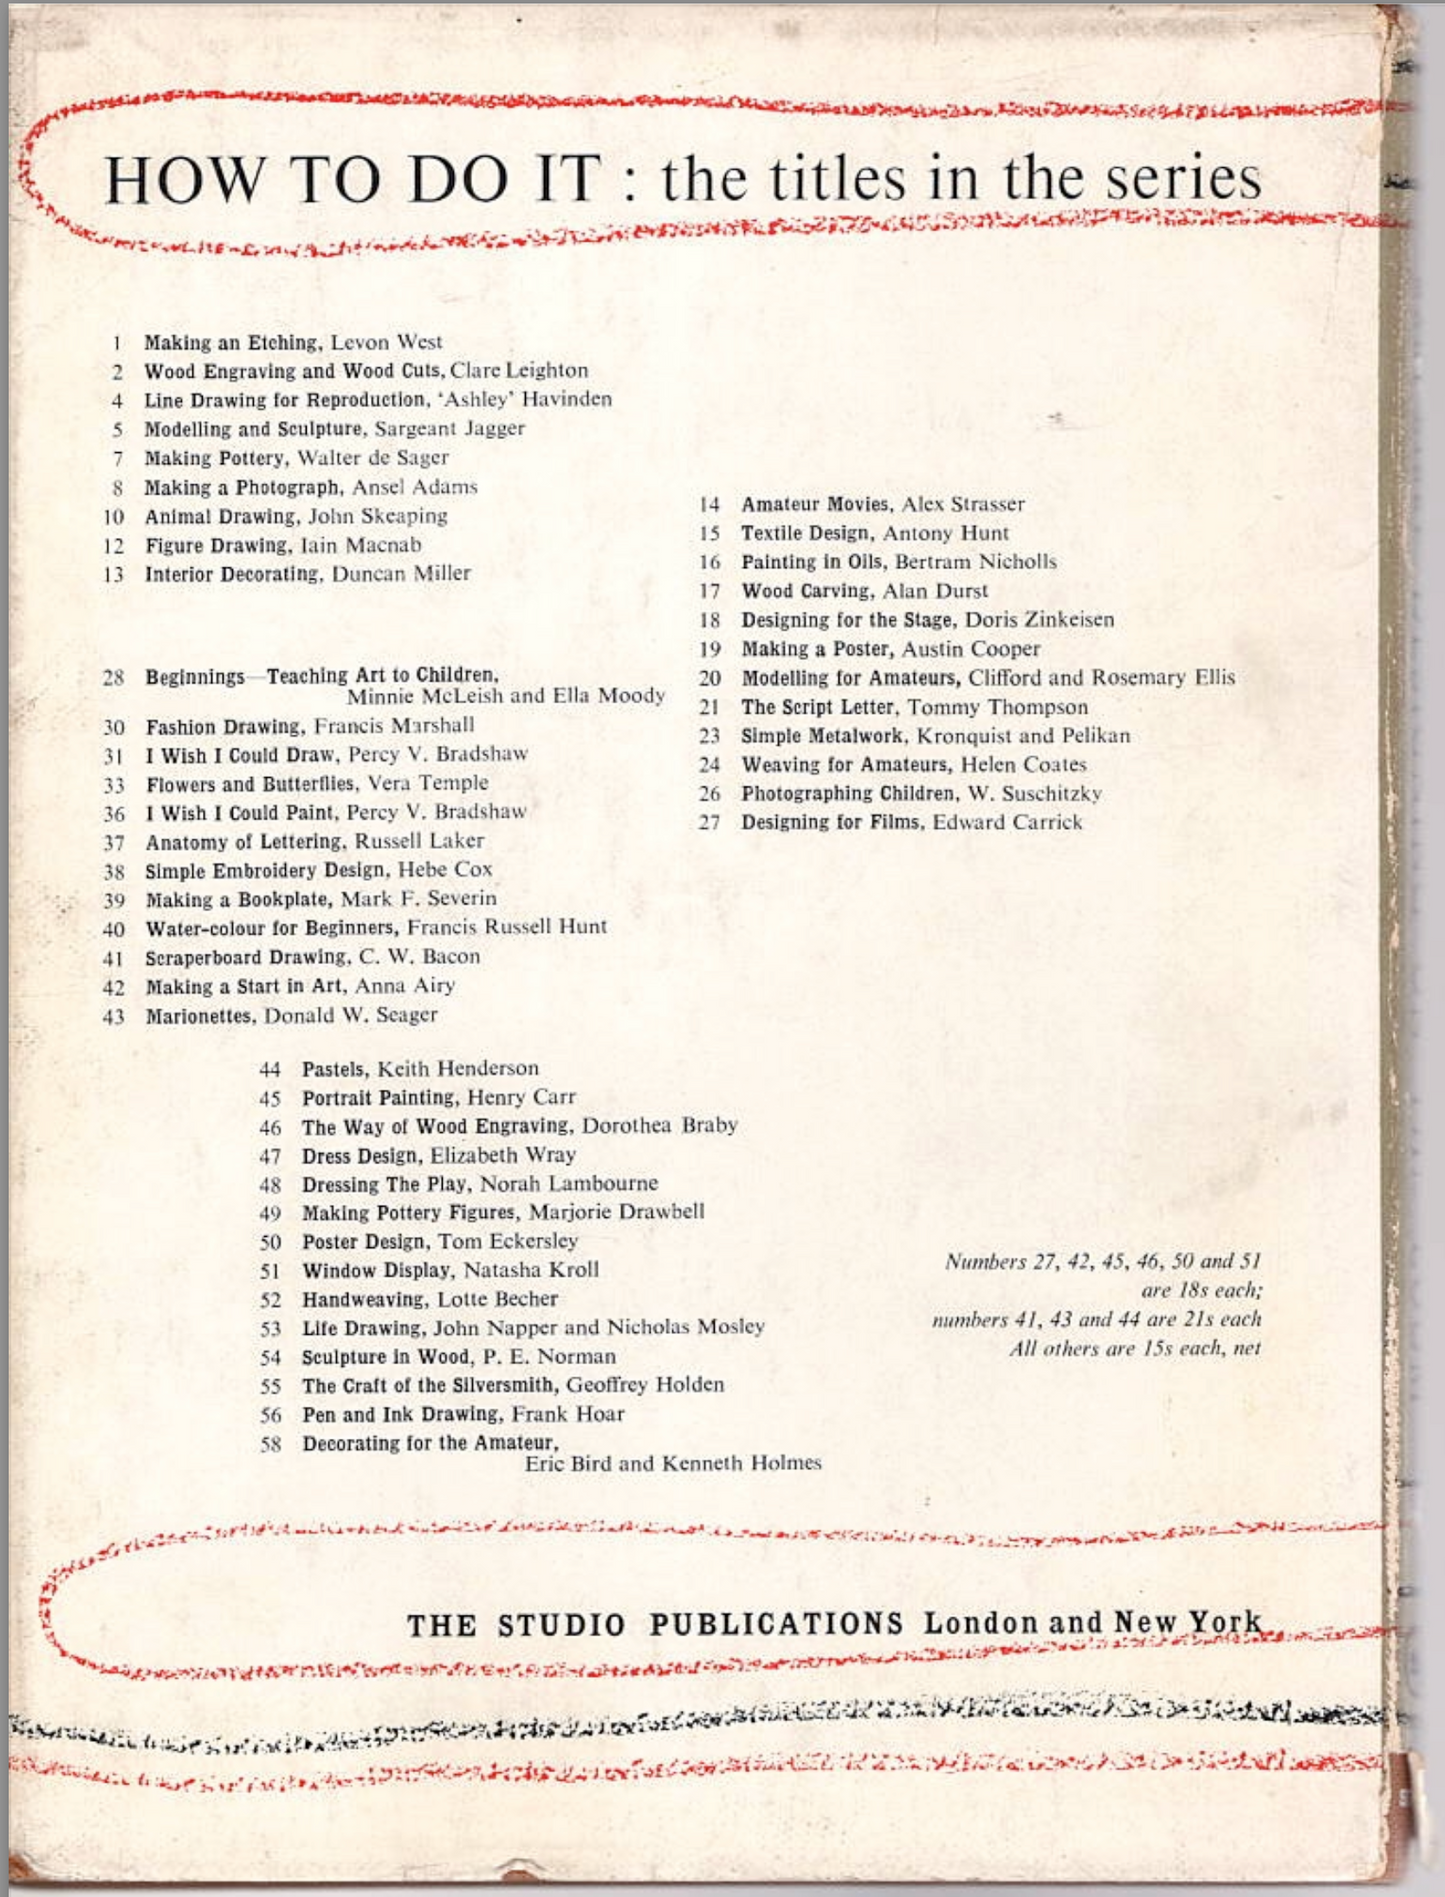 HOW TO DO IT : the titles in the series
1 Making an Etching, Levon West
2 Wood Engraving and Wood Cuts, Clare Leighton
4 Line Drawing for Reproduction, ‘Ashley’ Havinden
5 Modelling and Sculpture, Sargeant Jagger
7 Making Pottery, Walter de Sager
8 Making a Photograph, Ansel Adams
10 Animal Drawing, John Skeaping
12 Figure Drawing, Iain Macnab
13 Interior Decorating, Duncan Miller
14 Amateur Movies, Alex Strasser
15 Textile Design, Antony Hunt
16 Painting in Oils, Bertram Nicholls
17 Wood Carving, Alan Durst
18 Designing for the Stage, Doris Zinkeisen
19 Making a Poster, Austin Cooper
20 Modelling for Amateurs, Clifford and Rosemary Ellis
21 The Script Letter, Tommy Thompson
23 Simple Metalwork, Kronquist and Pelikan
24 Weaving for Amateurs, Helen Coates
26 Photographing Children, W. Suschitzky
27 Designing for Films, Edward Carrick
28 Beginnings—Teaching Art to Children,
Minnie McLeish and Ella Moody
30 Fashion Drawing, Francis Marshall
31 I Wish I Could Draw, Percy V. Bradshaw
33 Flowers and Butterflies, Vera Temple
36 I Wish I Could Paint, Percy V. Bradshaw
37 Anatomy of Lettering, Russell Laker
38 Simple Embroidery Design, Hebe Cox
39 Making a Bookplate, Mark F. Severin
40 Water-colour for Beginners, Francis Russell Hunt
41 Scraperboard Drawing, C. W. Bacon
42 Making a Start in Art, Anna Airy
43 Marionettes, Donald W. Seager
44 Pastels, Keith Henderson
45 Portrait Painting, Henry Carr
46 The Way of Wood Engraving, Dorothea Braby
47 Dress Design, Elizabeth Wray
48 Dressing The Play, Norah Lambourne
49 Making Pottery Figures, Marjorie Drawbell
50 Poster Design, Tom Eckersley
51 Window Display, Natasha Kroll
52 Handweaving, Lotte Becher
53 Life Drawing, John Napper and Nicholas Mosley
54 Sculpture in Wood, P. E. Norman
55 The Craft of the Silversmith, Geoffrey Holden
56 Pen and Ink Drawing, Frank Hoar
58 Decorating for the Amateur,
Eric Bird and Kenneth Holmes
Numbers 27, 42, 45, 46, 50 and 51
are 18s each;
numbers 41, 43 and 44 are 21s each
All others are 15s each, net
THE STUDIO PUBLICATIONS London and New York